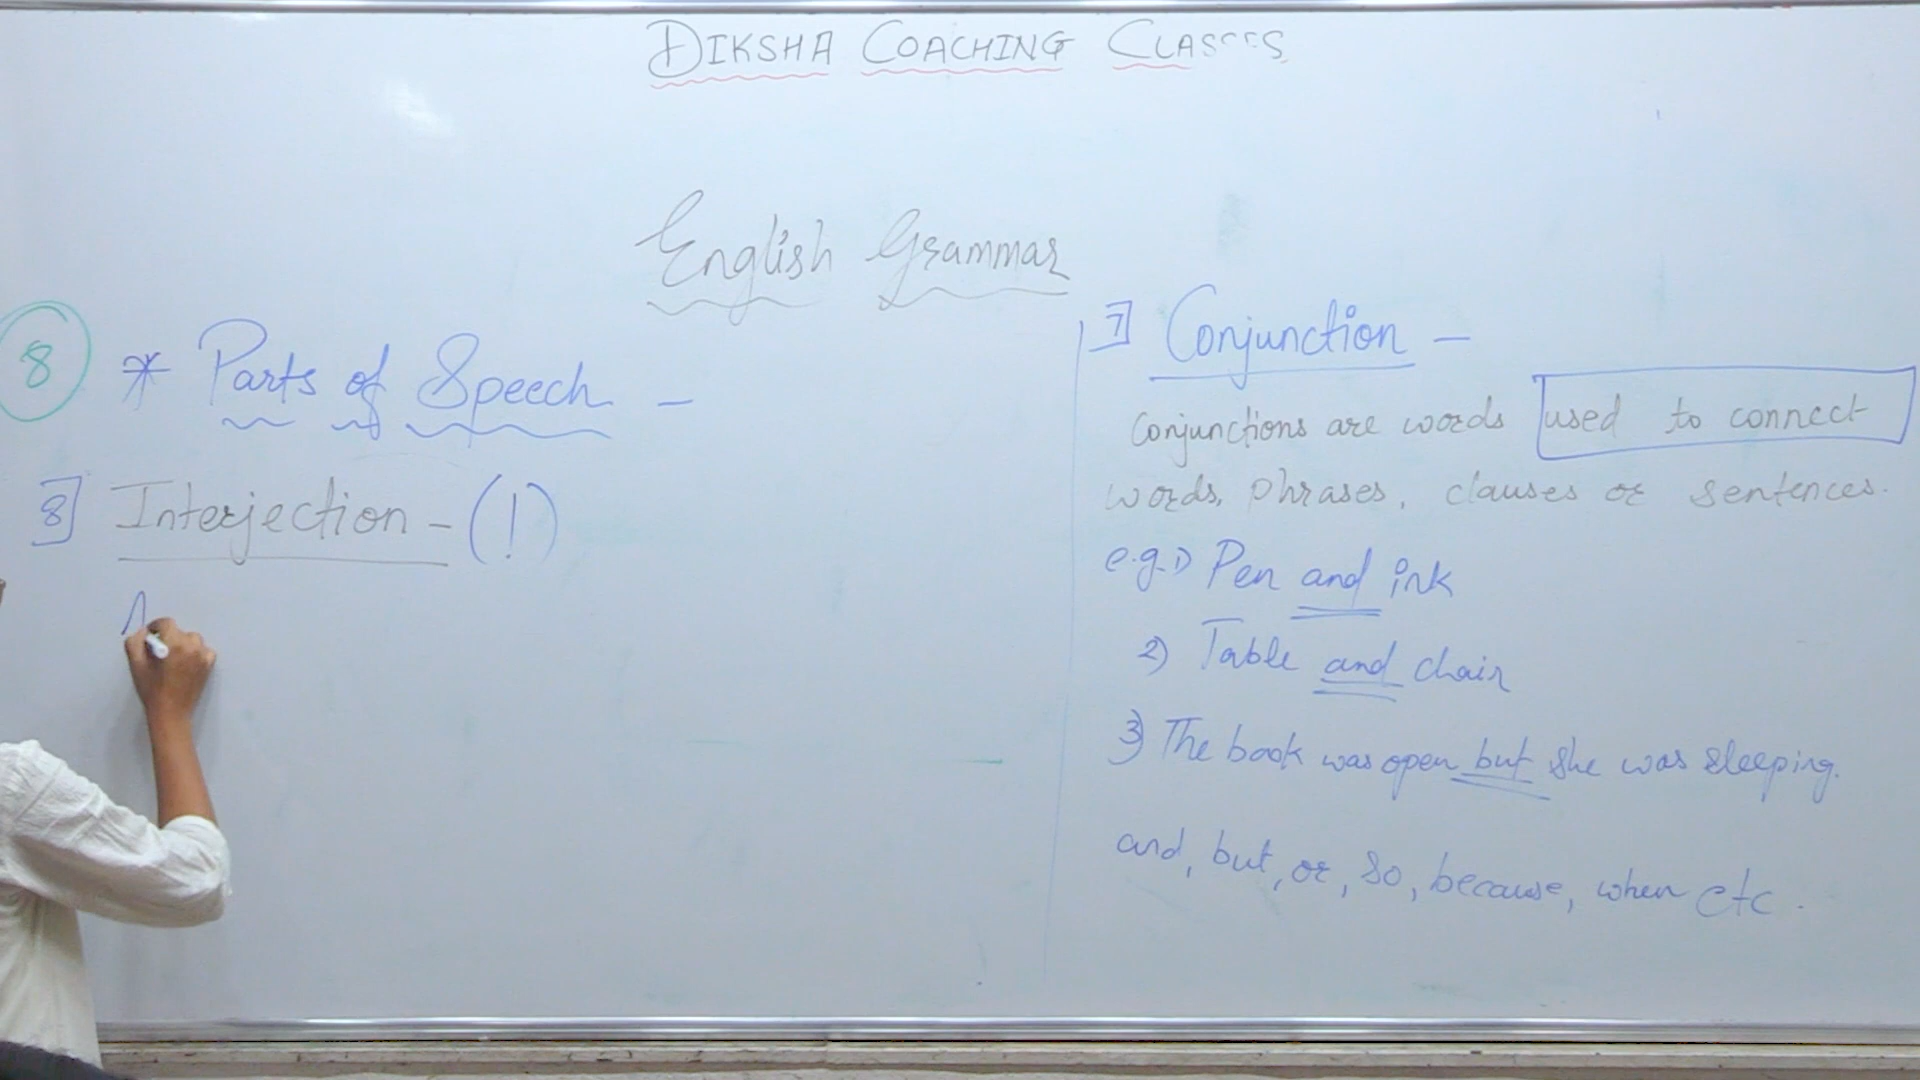 DIKSHA COACHING CLASSES
English Grammar
8
* Parts of Speech -
8] Interjection - (!)
A
7] Conjunction -
Conjunctions are words used to connect
words, phrases, clauses or sentences.
e.g. 1) Pen and ink
2) Table and chair
3) The book was open but she was sleeping.
and, but, or, so, because, when etc.